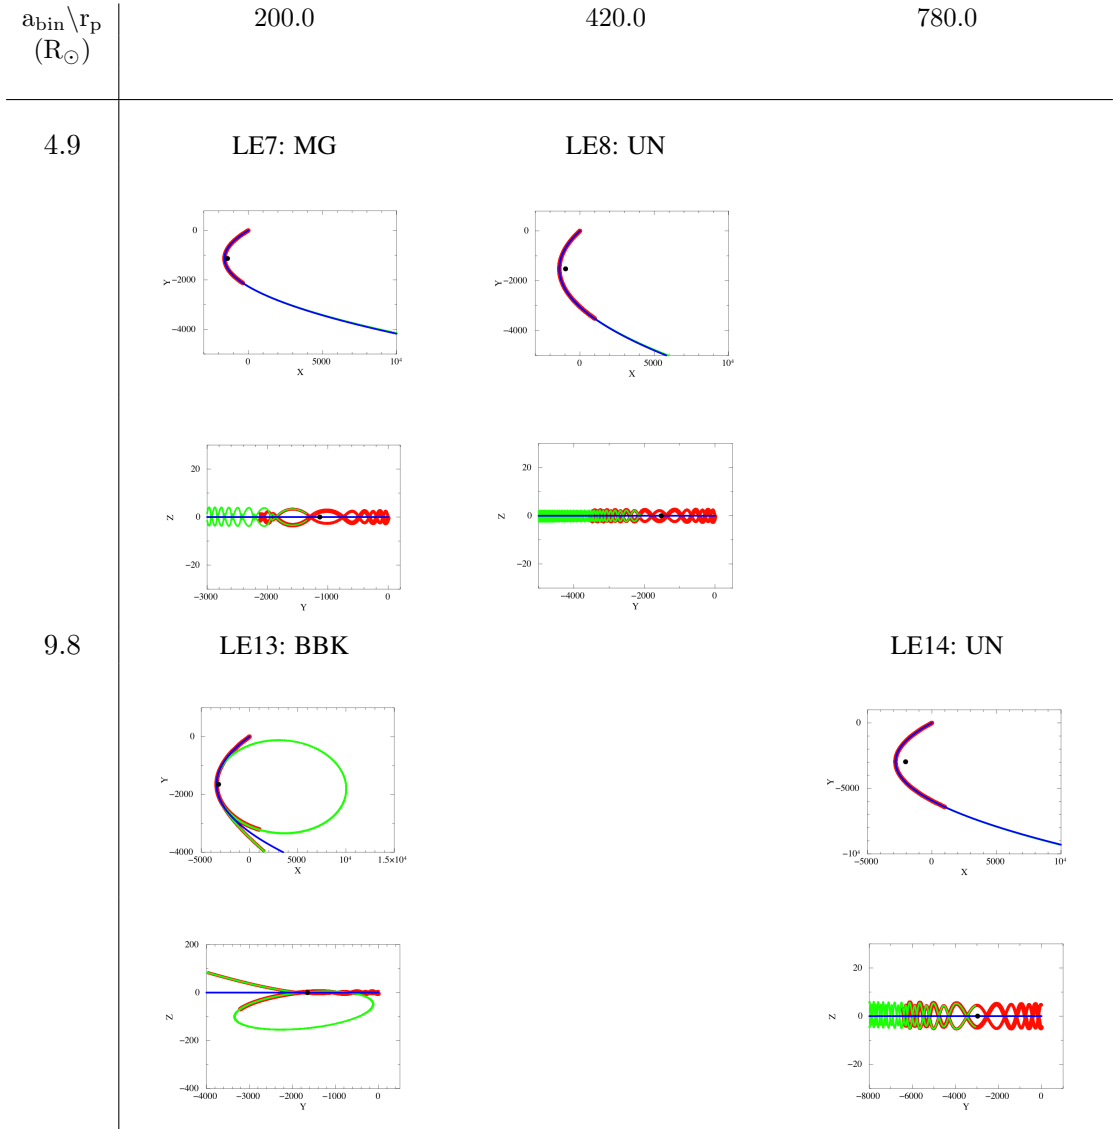 a_bin\r_p 200.0 420.0 780.0
(R_⊙)
4.9 LE7: MG LE8: UN
0
−2000
−4000
Y
0 5000 10⁴
X
0
−2000
−4000
Y
0 5000 10⁴
X
20
0
−20
Z
−3000 −2000 −1000 0
Y
20
0
−20
Z
−4000 −2000 0
Y
9.8 LE13: BBK LE14: UN
0
−2000
−4000
Y
−5000 0 5000 10⁴ 1.5×10⁴
X
0
−5000
−10⁴
Y
−5000 0 5000 10⁴
X
200
0
−200
−400
Z
−4000 −3000 −2000 −1000 0
Y
20
0
−20
Z
−8000 −6000 −4000 −2000 0
Y